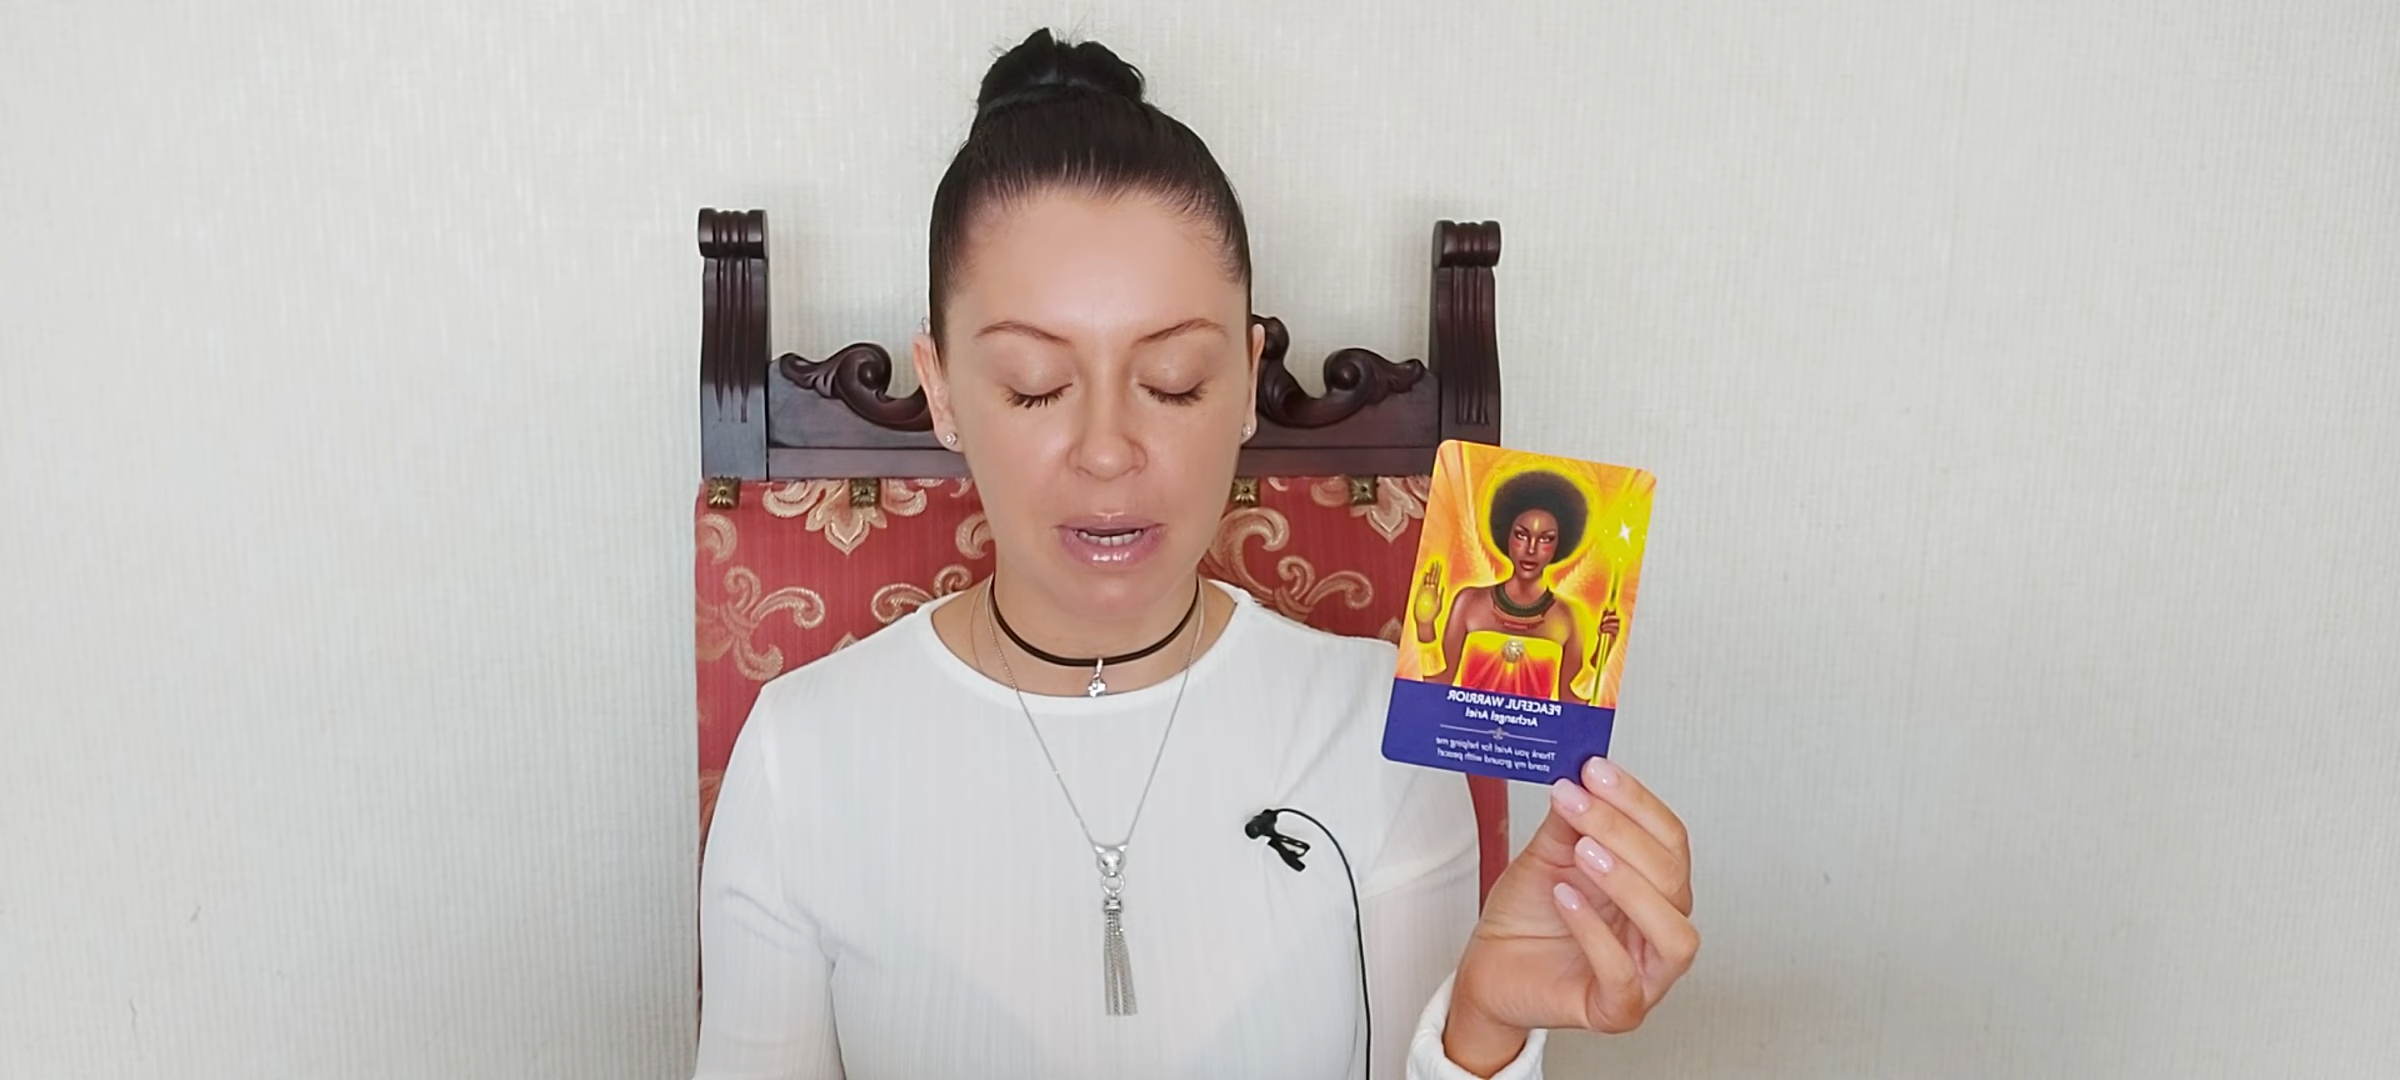 PEACEFUL WARRIOR
Archangel Ariel
Thank you Ariel for helping me
stand my ground with peace!